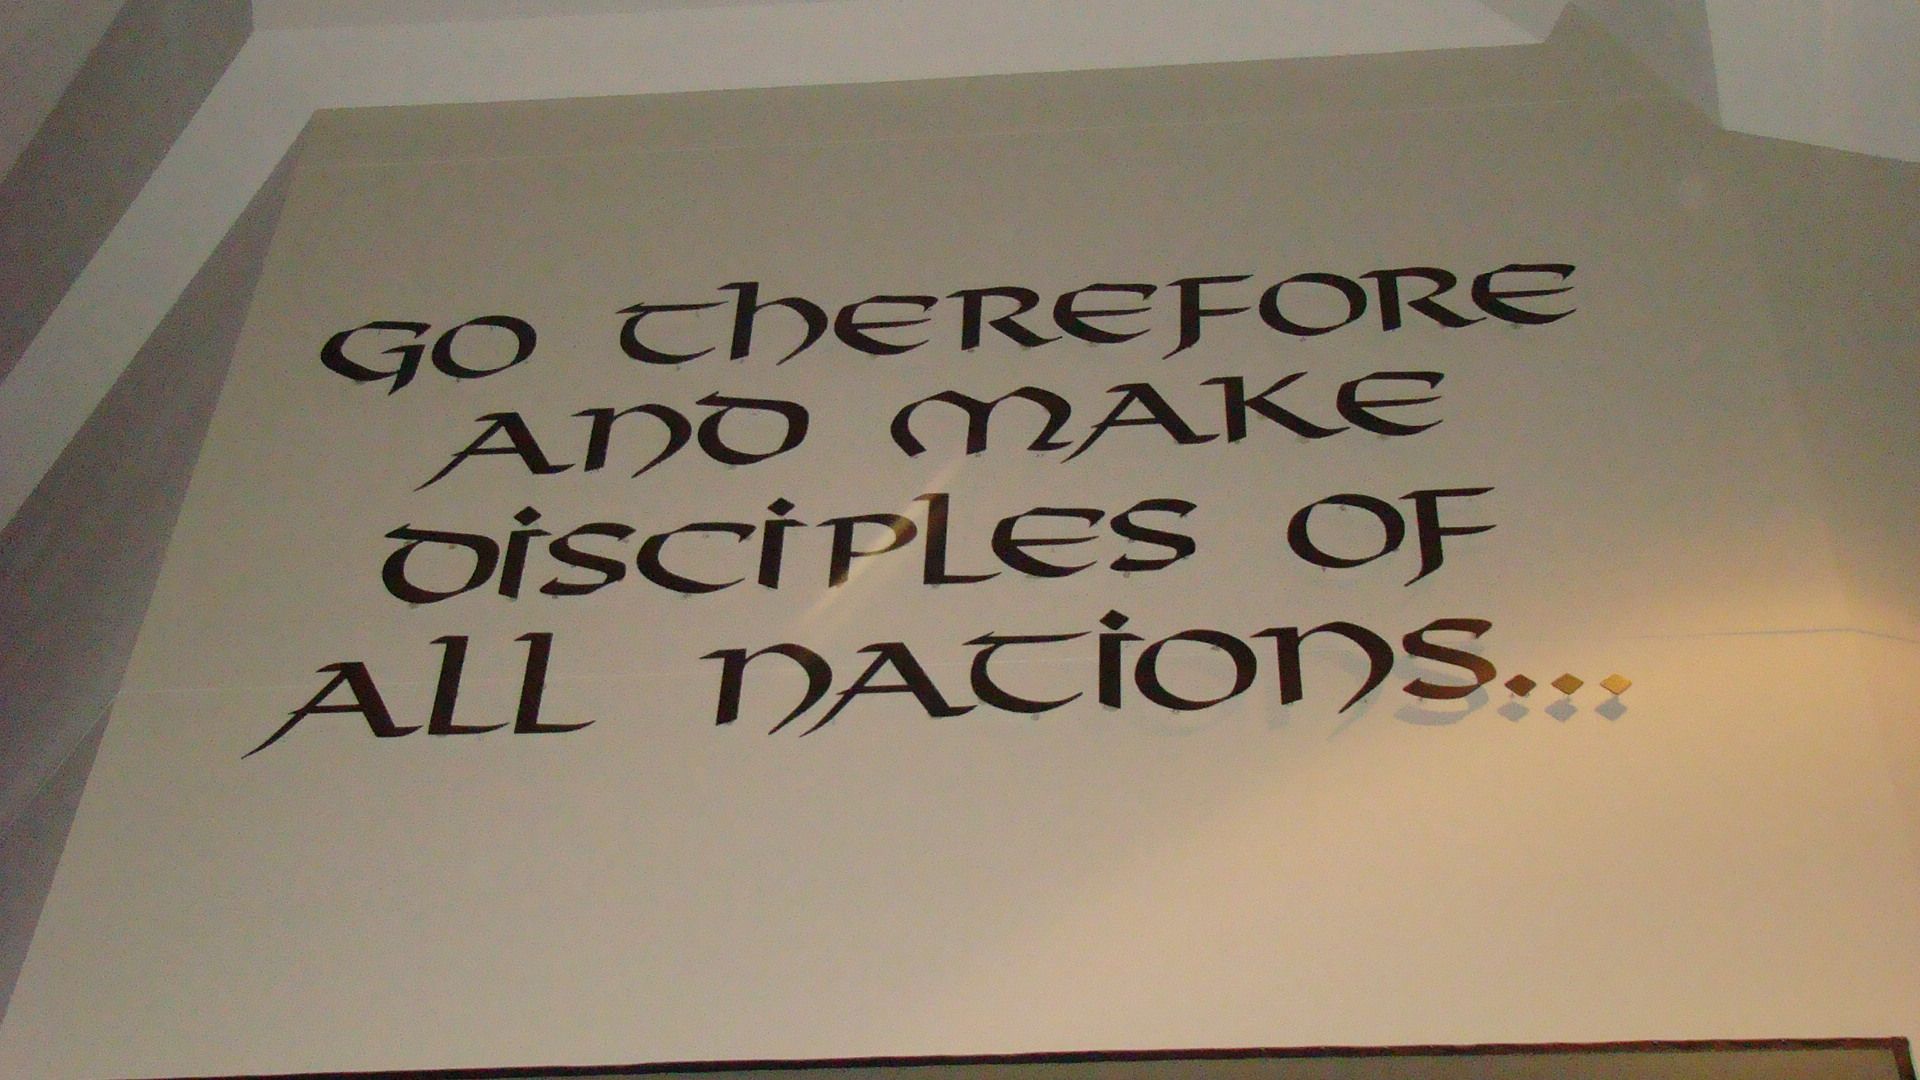 Go Therefore
and make
disciples of
all nations...